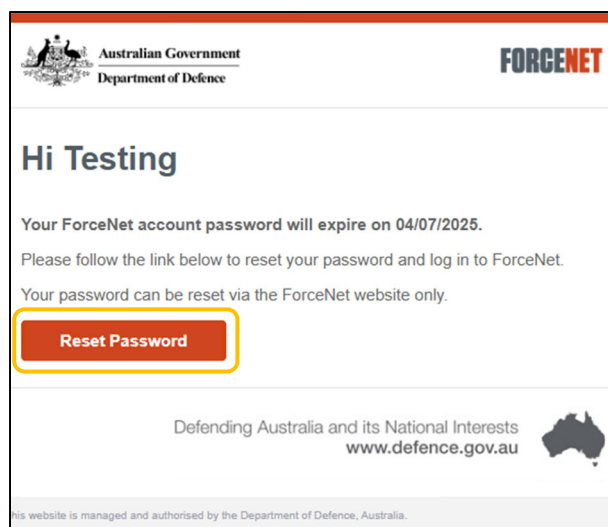 Australian Government
Department of Defence
FORCENET
Hi Testing
Your ForceNet account password will expire on 04/07/2025.
Please follow the link below to reset your password and log in to ForceNet.
Your password can be reset via the ForceNet website only.
Reset Password
Defending Australia and its National Interests
www.defence.gov.au
his website is managed and authorised by the Department of Defence, Australia.